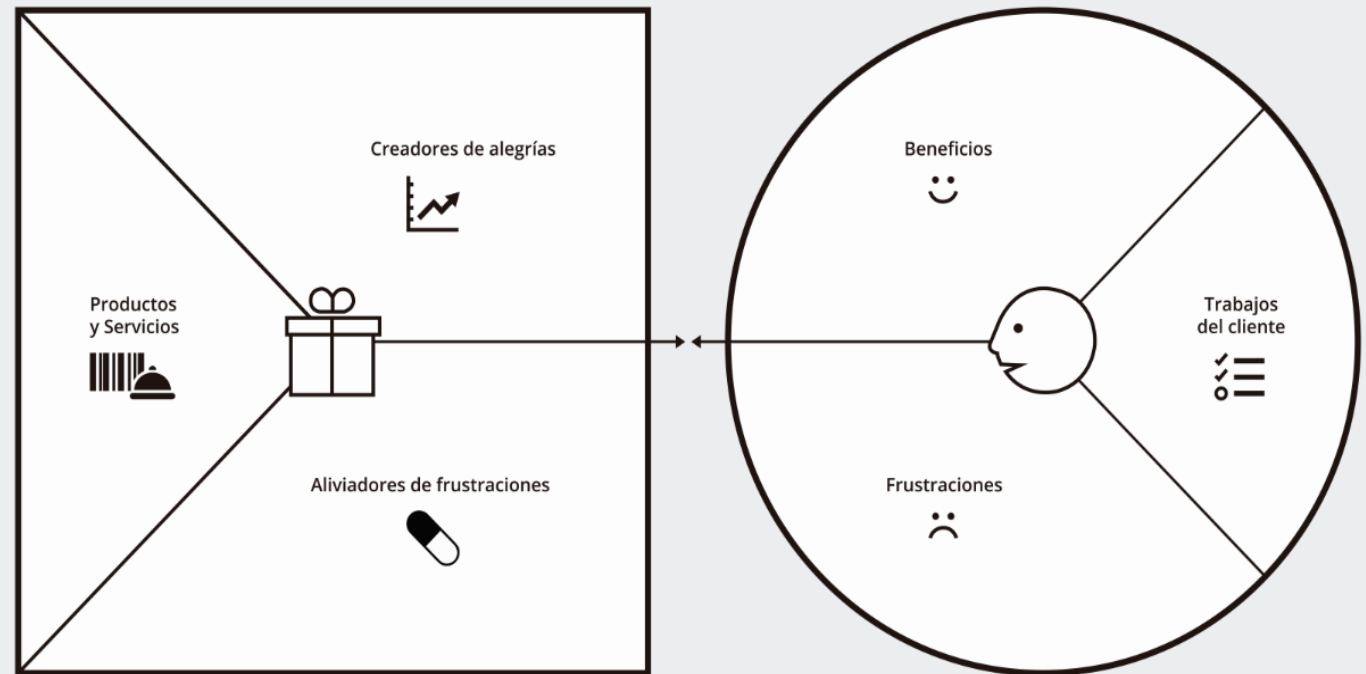 Creadores de alegrías
Productos
y Servicios
Aliviadores de frustraciones
Beneficios
Trabajos
del cliente
Frustraciones